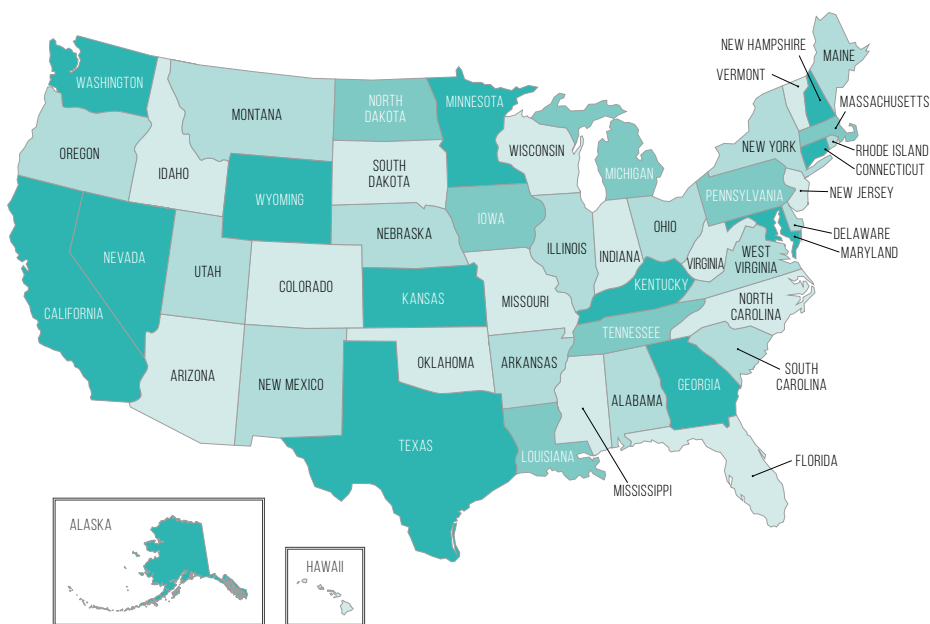 NEW HAMPSHIRE
MAINE
VERMONT
WASHINGTON
MONTANA
NORTH
DAKOTA
MINNESOTA
MASSACHUSETTS
OREGON
IDAHO
SOUTH
DAKOTA
WISCONSIN
MICHIGAN
NEW YORK
RHODE ISLAND
CONNECTICUT
WYOMING
IOWA
PENNSYLVANIA
NEW JERSEY
NEVADA
UTAH
NEBRASKA
ILLINOIS
INDIANA
OHIO
VIRGINIA
WEST
VIRGINIA
DELAWARE
MARYLAND
CALIFORNIA
COLORADO
KANSAS
MISSOURI
KENTUCKY
NORTH
CAROLINA
TENNESSEE
ARIZONA
NEW MEXICO
OKLAHOMA
ARKANSAS
ALABAMA
GEORGIA
SOUTH
CAROLINA
TEXAS
LOUISIANA
MISSISSIPPI
FLORIDA
ALASKA
HAWAII